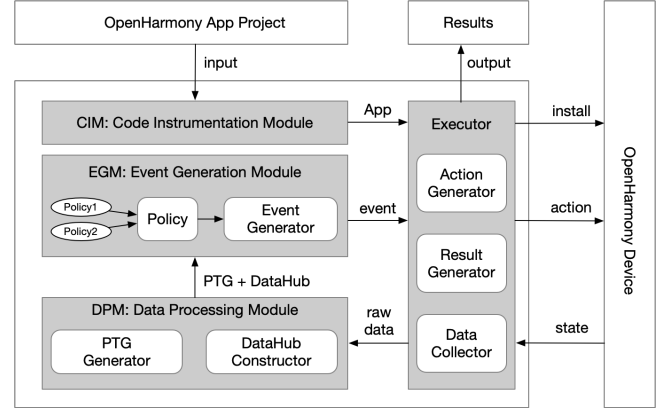 OpenHarmony App Project
Results
input
output
CIM: Code Instrumentation Module
App
Executor
install
EGM: Event Generation Module
Policy1
Policy2
Policy
Event
Generator
event
Action
Generator
action
Result
Generator
PTG + DataHub
DPM: Data Processing Module
PTG
Generator
DataHub
Constructor
raw
data
Data
Collector
state
OpenHarmony Device